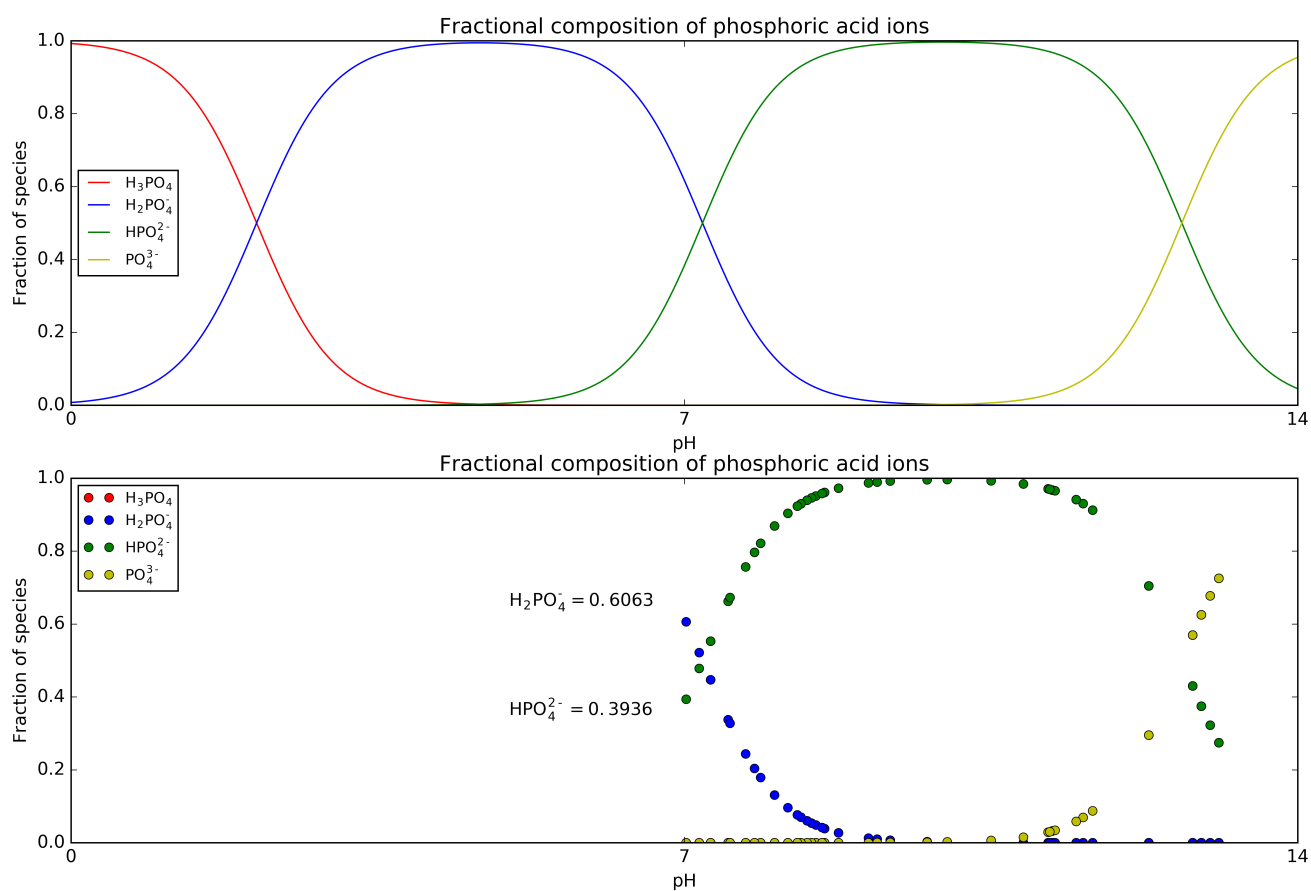 Fractional composition of phosphoric acid ions
1.0
0.8
0.6
0.4
0.2
0.0
Fraction of species
H₃PO₄
H₂PO₄⁻
HPO₄²⁻
PO₄³⁻
0 7 14
pH
Fractional composition of phosphoric acid ions
1.0
0.8
0.6
0.4
0.2
0.0
Fraction of species
H₃PO₄
H₂PO₄⁻
HPO₄²⁻
PO₄³⁻
H₂PO₄⁻ = 0.6063
HPO₄²⁻ = 0.3936
0 7 14
pH